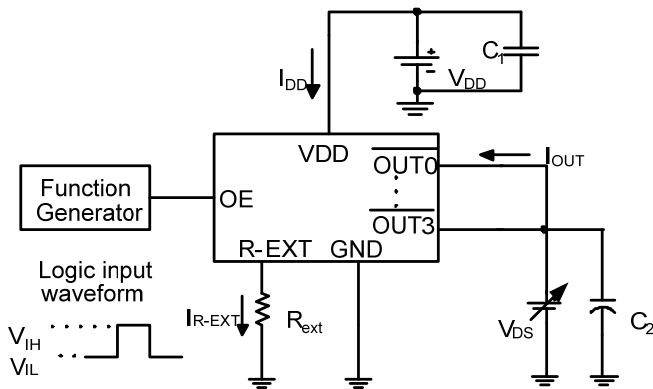 I_DD
+
-
V_DD
C_1
VDD
OUT0
I_OUT
Function
Generator
OE
OUT3
R-EXT
GND
Logic input
waveform
V_IH
V_IL
I_R-EXT
R_ext
V_DS
C_2